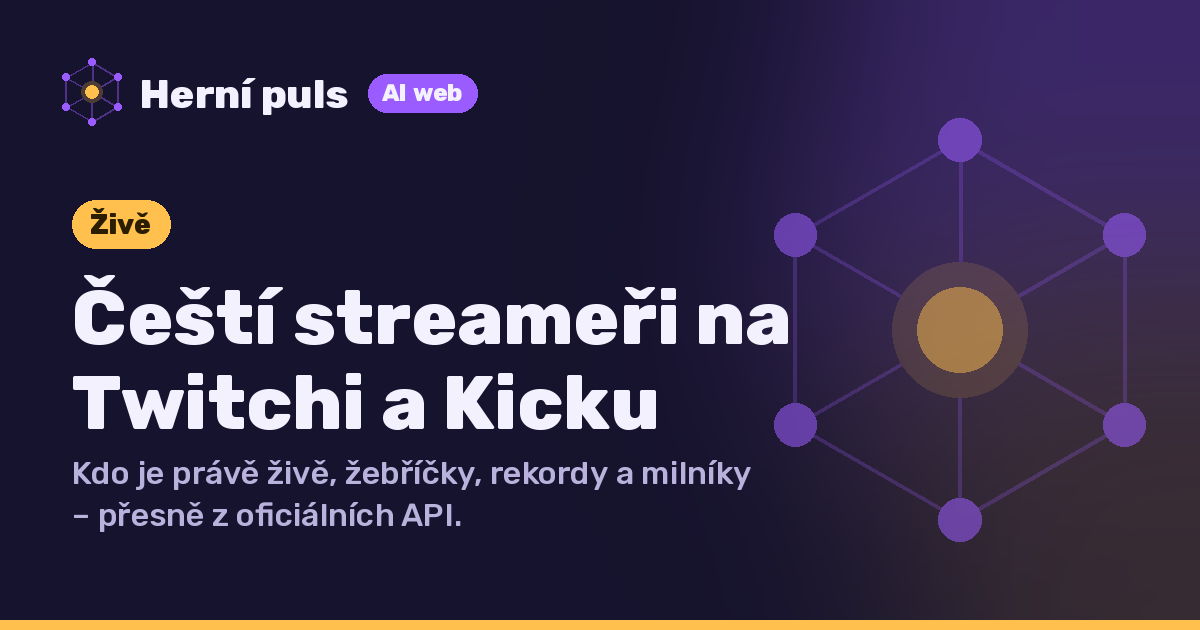 Herní puls AI web
Živě
Čeští streameři na
Twitchi a Kicku
Kdo je právě živě, žebříčky, rekordy a milníky
– přesně z oficiálních API.